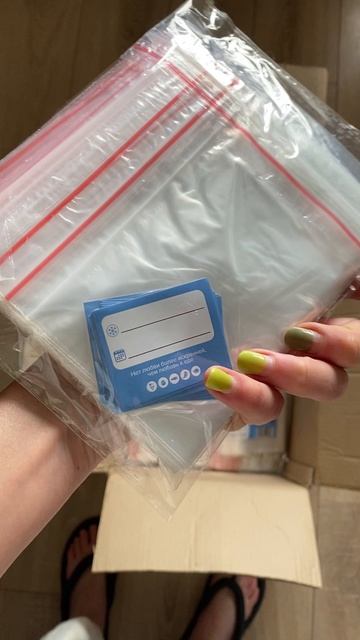 Нет любви более искренней,
чем любовь к еде